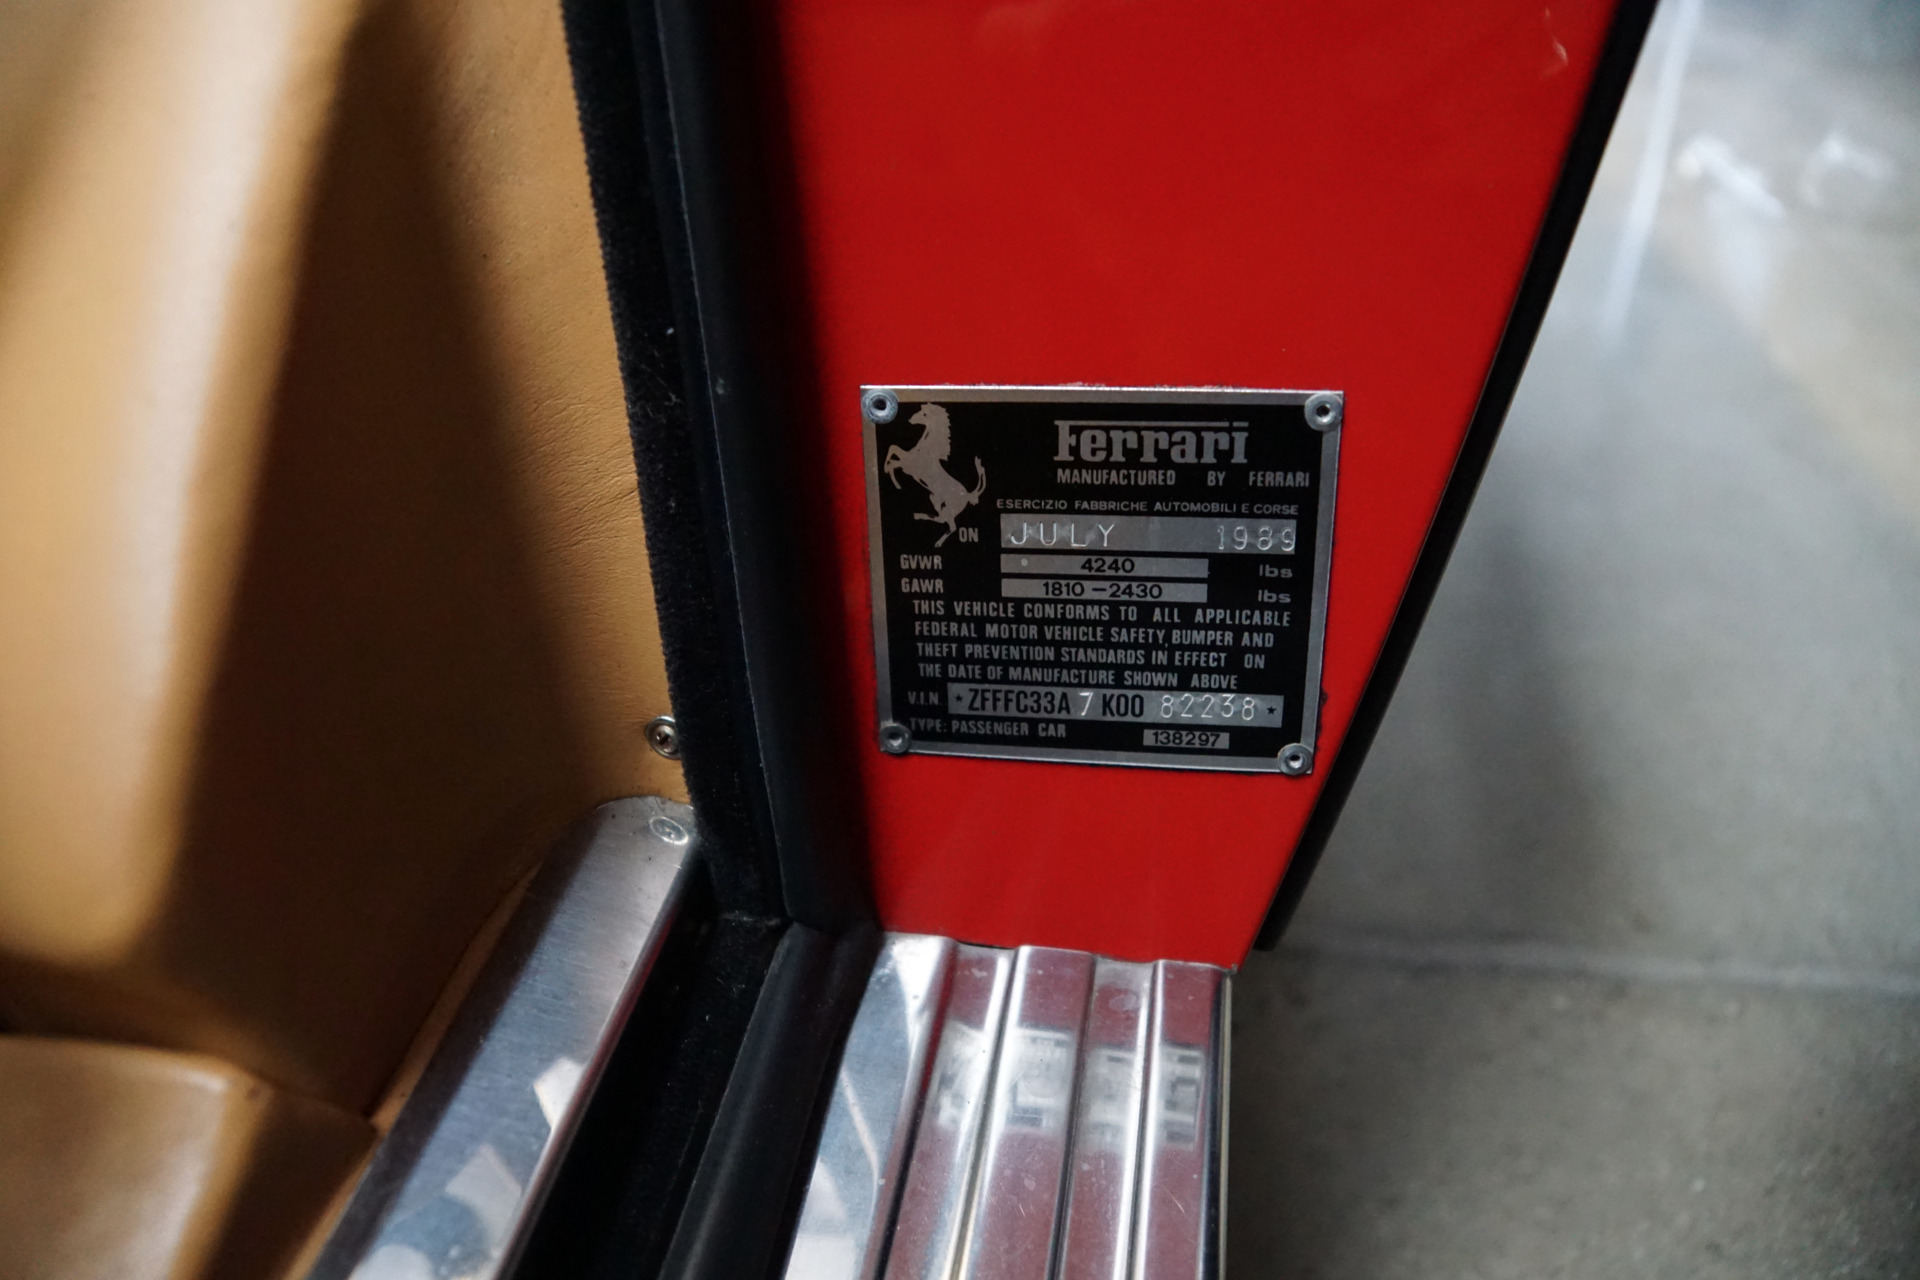 Ferrari
MANUFACTURED BY FERRARI
ESERCIZIO FABBRICHE AUTOMOBILI E CORSE
ON JULY 1989
GVWR 4240 lbs
GAWR 1810-2430 lbs
THIS VEHICLE CONFORMS TO ALL APPLICABLE
FEDERAL MOTOR VEHICLE SAFETY, BUMPER AND
THEFT PREVENTION STANDARDS IN EFFECT ON
THE DATE OF MANUFACTURE SHOWN ABOVE
V.I.N. *ZFFFC33A 7 K00 82238*
TYPE: PASSENGER CAR 138297